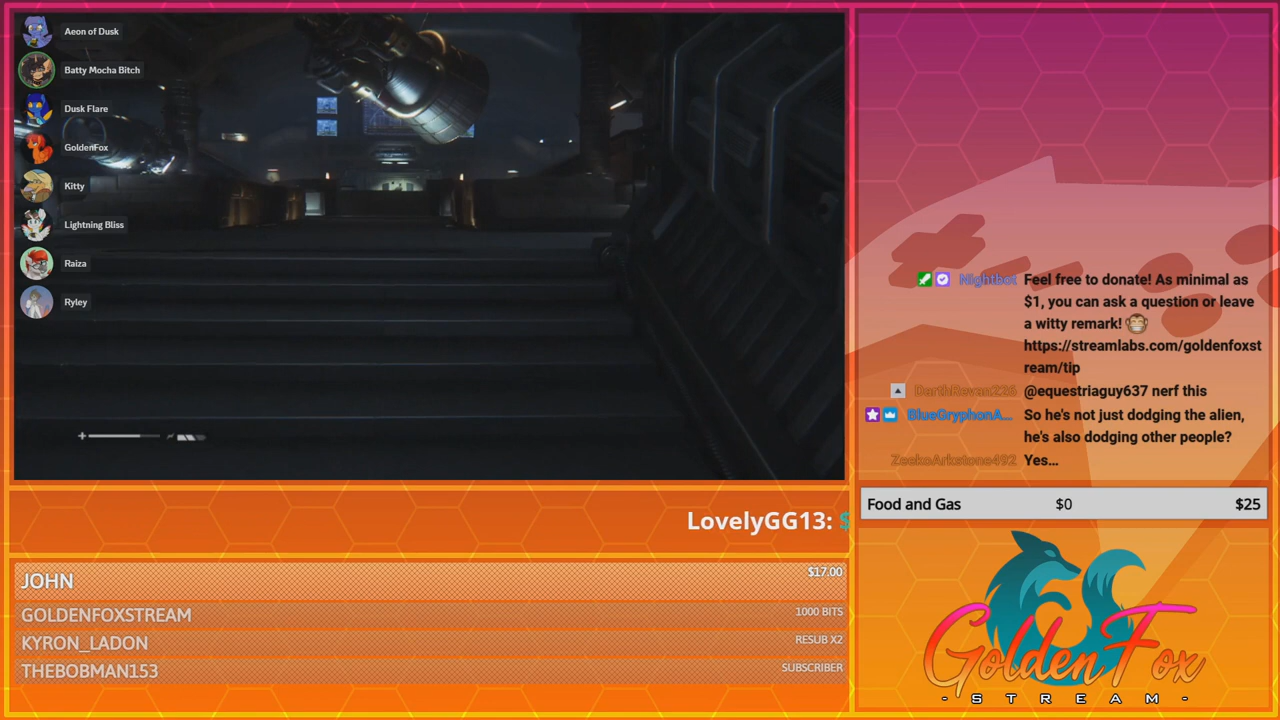 Aeon of Dusk
Batty Mocha Bitch
Dusk Flare
GoldenFox
Kitty
Lightning Bliss
Raiza
Ryley
Nightbot Feel free to donate! As minimal as
$1, you can ask a question or leave
a witty remark!
https://streamlabs.com/goldenfoxst
ream/tip
DarthRevan236 @equestriaguy637 nerf this
BlueGryphonA... So he's not just dodging the alien,
he's also dodging other people?
ZeekoArkstone492 Yes...
Food and Gas $0 $25
LovelyGG13: $
JOHN $17.00
GOLDENFOXSTREAM 1000 BITS
KYRON_LADON RESUB X2
THEBOBMAN153 SUBSCRIBER
GoldenFox
- STREAM -